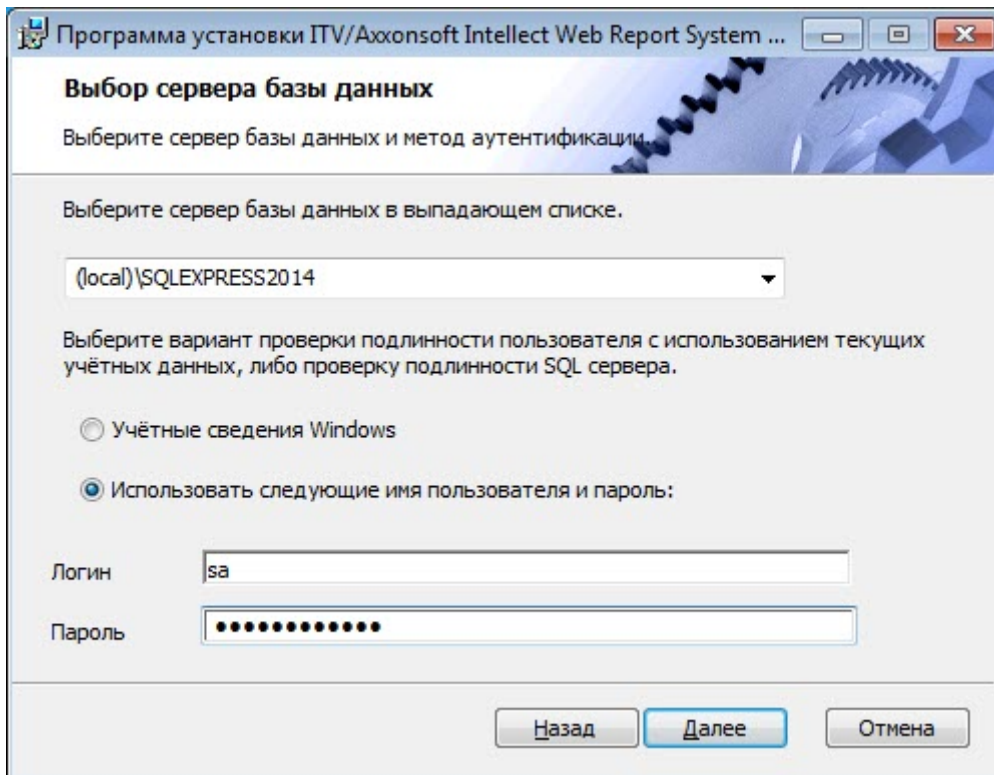 Программа установки ITV/Axxonsoft Intellect Web Report System ...
Выбор сервера базы данных
Выберите сервер базы данных и метод аутентификации.
Выберите сервер базы данных в выпадающем списке.
(local)\SQLEXPRESS2014
Выберите вариант проверки подлинности пользователя с использованием текущих
учётных данных, либо проверку подлинности SQL сервера.
Учётные сведения Windows
Использовать следующие имя пользователя и пароль:
Логин sa
Пароль ●●●●●●●●●●●●
Назад Далее Отмена